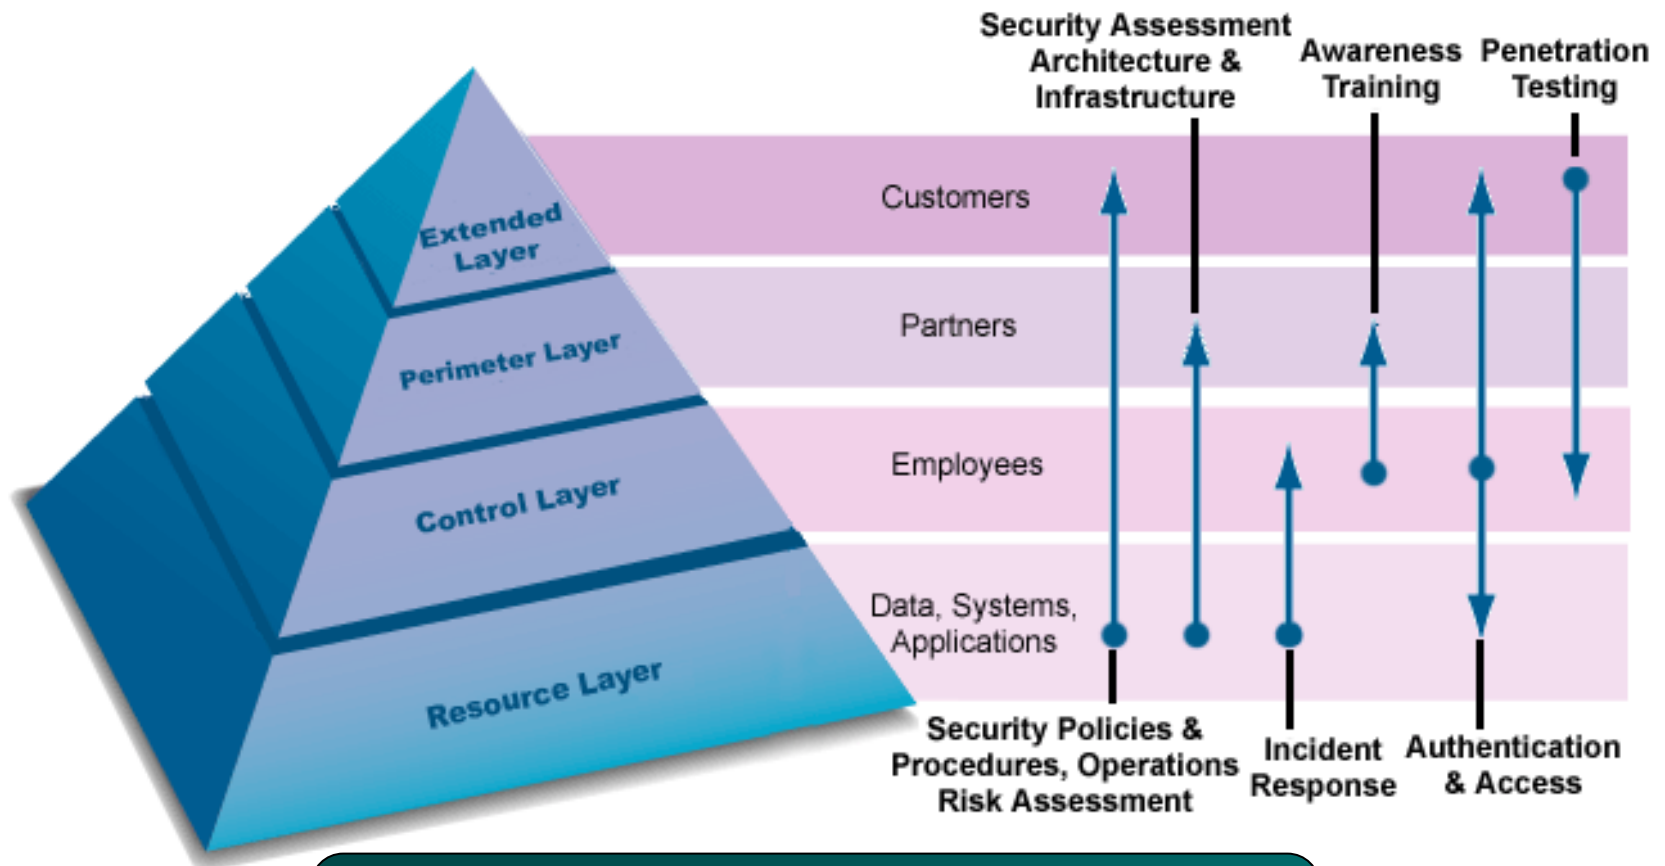 Security Assessment
Architecture &
Infrastructure
Awareness
Training
Penetration
Testing
Extended
Layer
Perimeter Layer
Control Layer
Resource Layer
Customers
Partners
Employees
Data, Systems,
Applications
Security Policies &
Procedures, Operations
Risk Assessment
Incident
Response
Authentication
& Access